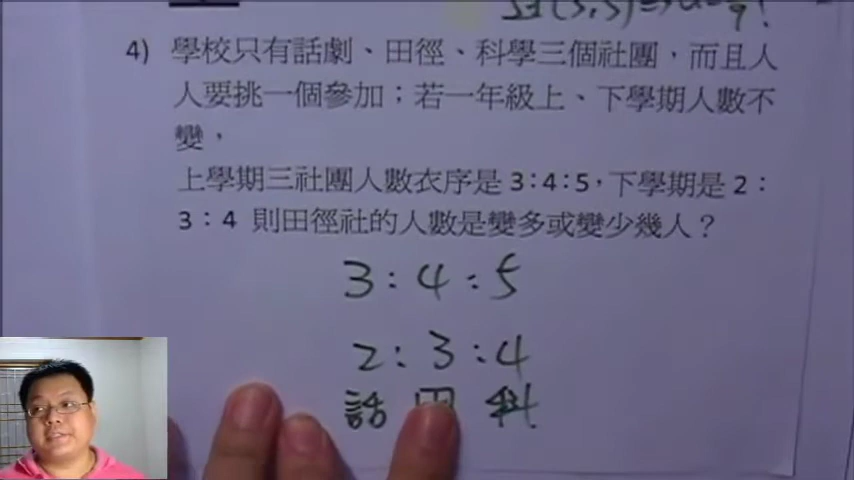 4) 學校只有話劇、田徑、科學三個社團，而且人
人要挑一個參加；若一年級上、下學期人數不
變，
上學期三社團人數衣序是 3：4：5，下學期是 2：
3：4 則田徑社的人數是變多或變少幾人？
3:4:5
2:3:4
話 田 科